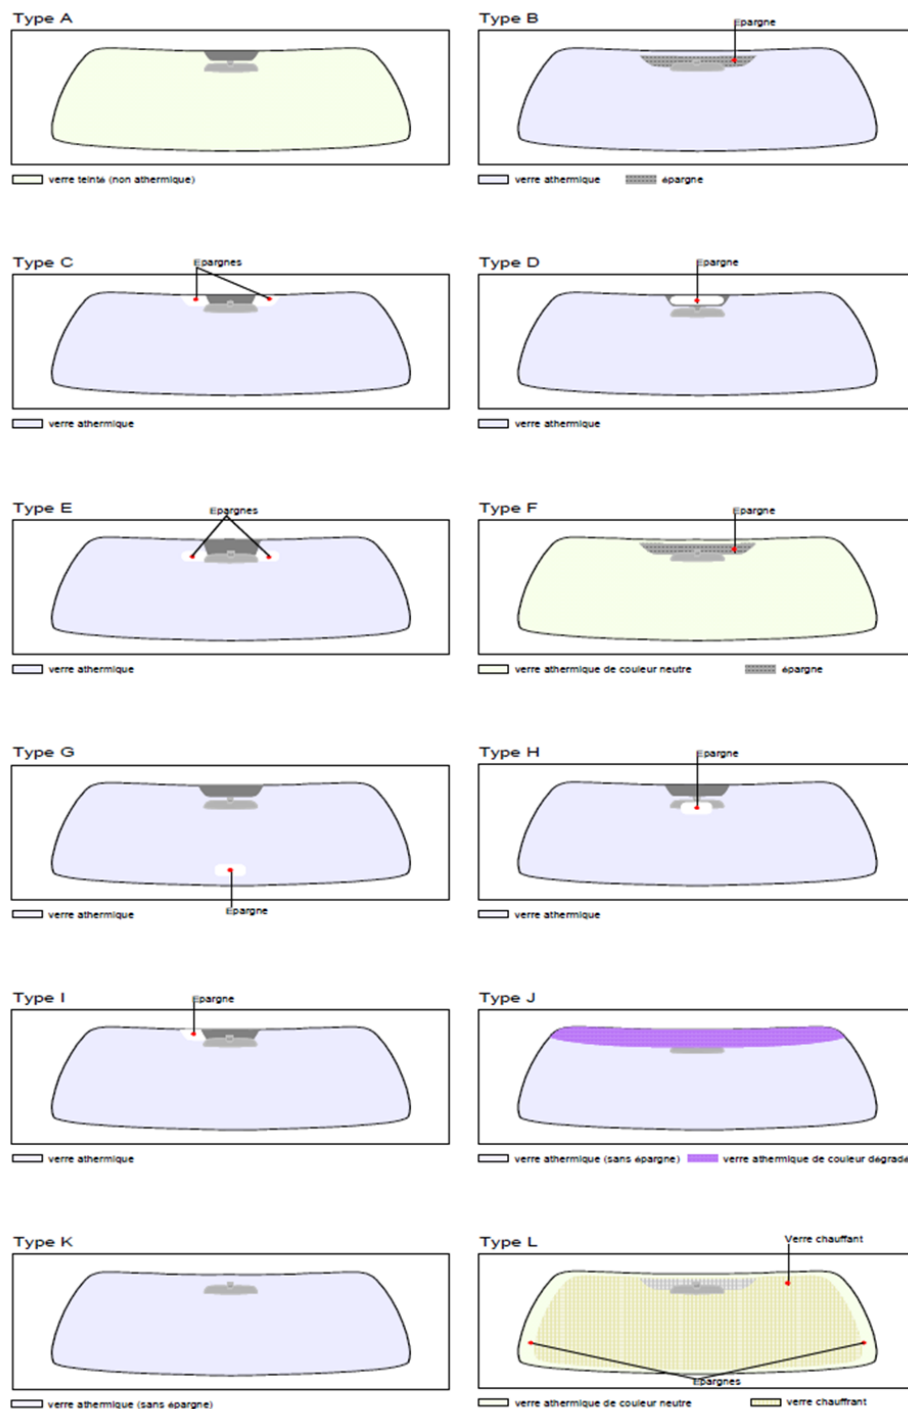 Type A
Type B
Epargne
verre teinté (non athermique)
verre athermique
épargne
Type C
Epargnes
Type D
Epargne
verre athermique
verre athermique
Type E
Epargnes
Type F
Epargne
verre athermique
verre athermique de couleur neutre
épargne
Type G
Type H
Epargne
verre athermique
Epargne
verre athermique
Type I
Epargne
Type J
verre athermique
verre athermique (sans épargne)
verre athermique de couleur dégradé
Type K
Type L
Verre chauffant
Epargnes
verre athermique (sans épargne)
verre athermique de couleur neutre
verre chauffant